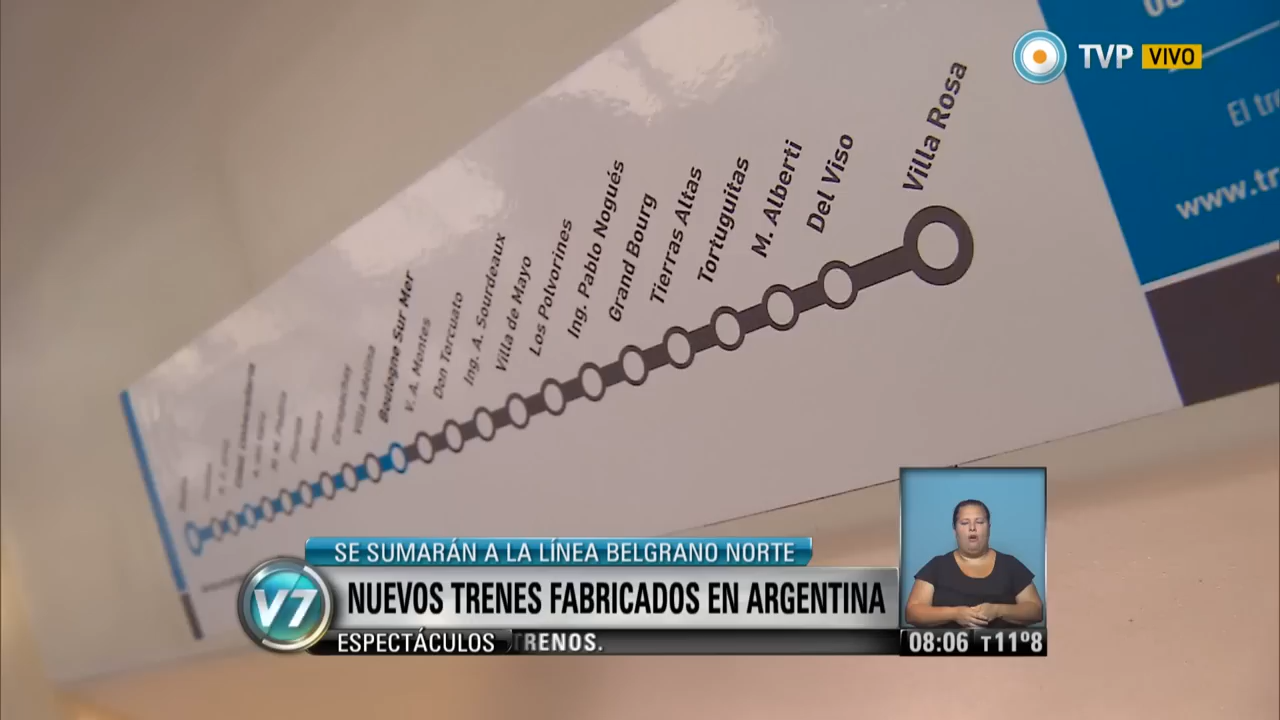 TVP VIVO
El
www.tr
Villa Rosa
Del Viso
M. Alberti
Tortuguitas
Tierras Altas
Grand Bourg
Ing. Pablo Nogués
Los Polvorines
Villa de Mayo
Ing. A. Sourdeaux
Don Torcuato
V. A. Montes
Boulogne Sur Mer
Villa Adelina
Carapachay
SE SUMARÁN A LA LÍNEA BELGRANO NORTE
V7
NUEVOS TRENES FABRICADOS EN ARGENTINA
ESPECTÁCULOS TRENOS.
08:06 T11º8